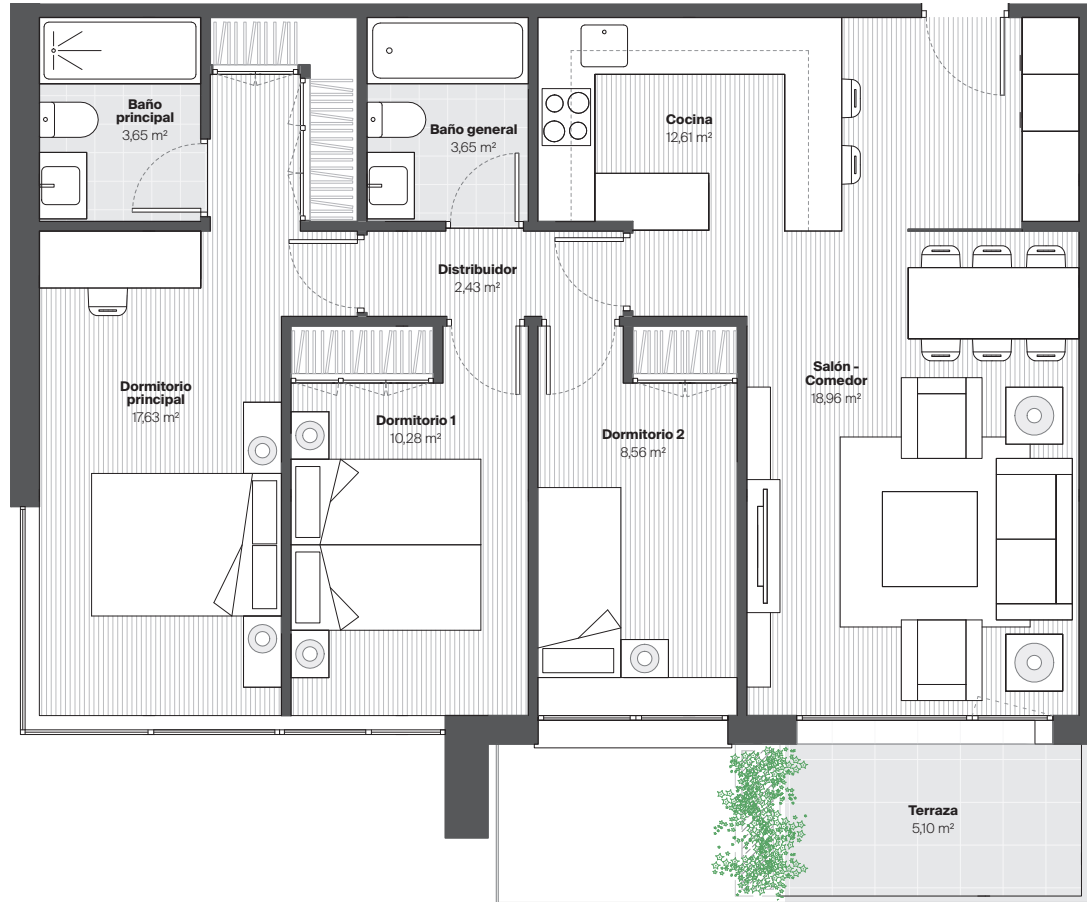 Baño
principal
3,65 m²
Baño general
3,65 m²
Cocina
12,61 m²
Distribuidor
2,43 m²
Dormitorio
principal
17,63 m²
Dormitorio 1
10,28 m²
Dormitorio 2
8,56 m²
Salón -
Comedor
18,96 m²
Terraza
5,10 m²